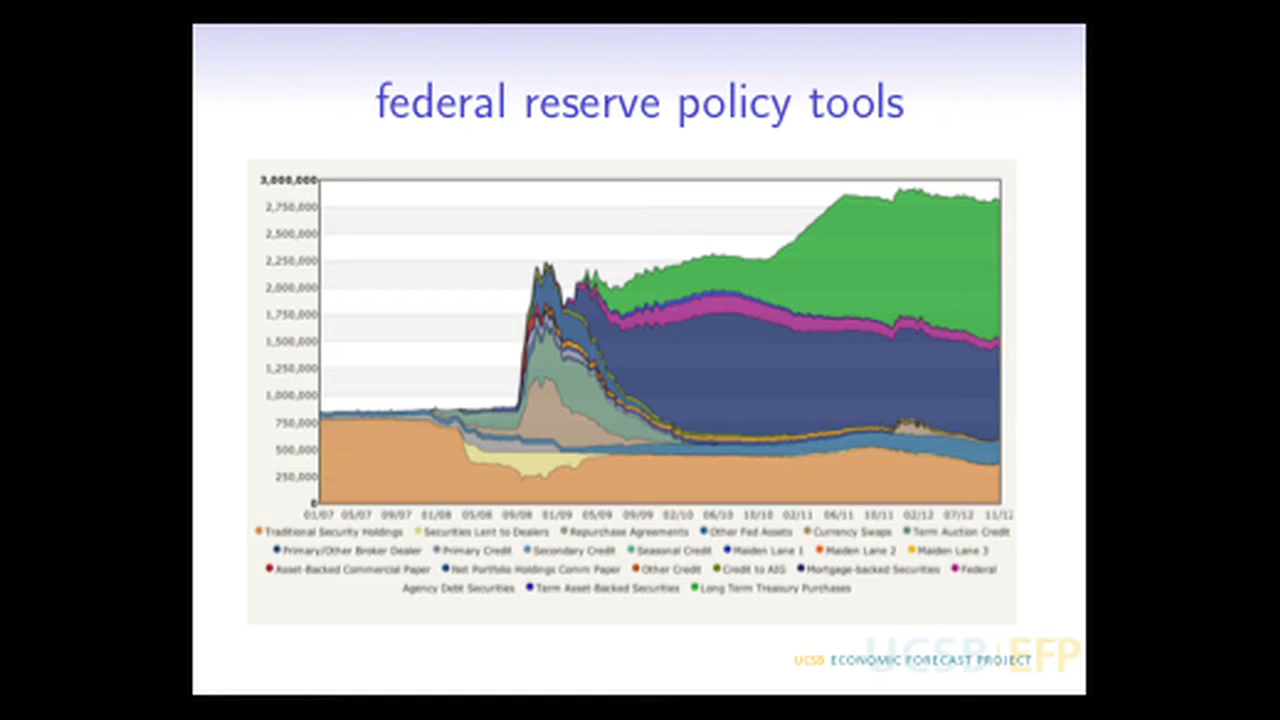 federal reserve policy tools
3,000,000
2,750,000
2,500,000
2,250,000
2,000,000
1,750,000
1,500,000
1,250,000
1,000,000
750,000
500,000
250,000
0
01/07 05/07 09/07 01/08 05/08 09/08 01/09 05/09 09/09 02/10 06/10 10/10 02/11 06/11 10/11 02/12 07/12 11/12
Traditional Security Holdings Securities Lent to Dealers Repurchase Agreements Other Fed Assets Currency Swaps Term Auction Credit
Primary/Other Broker Dealer Primary Credit Secondary Credit Seasonal Credit Maiden Lane 1 Maiden Lane 2 Maiden Lane 3
Asset-Backed Commercial Paper Net Portfolio Holdings Comm Paper Other Credit Credit to AIG Mortgage-backed Securities Federal
Agency Debt Securities Term Asset-Backed Securities Long Term Treasury Purchases
UCSB EFP
UCSB ECONOMIC FORECAST PROJECT